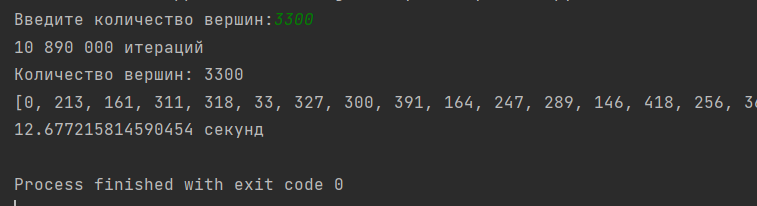 Введите количество вершин:3300
10 890 000 итераций
Количество вершин: 3300
[0, 213, 161, 311, 318, 33, 327, 300, 391, 164, 247, 289, 146, 418, 256,
12.677215814590454 секунд
Process finished with exit code 0